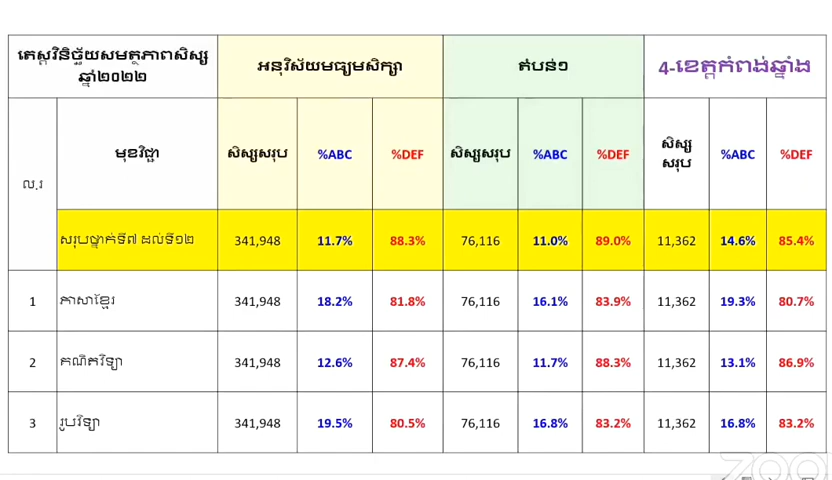 តេស្តវិនិច្ឆ័យសមត្ថភាពសិស្ស
ឆ្នាំ២០២២
អនុវិស័យមធ្យមសិក្សា
តំបន់១
4-ខេត្តកំពង់ឆ្នាំង
ល.រ
មុខវិជ្ជា
សិស្សសរុប
%ABC
%DEF
សិស្សសរុប
%ABC
%DEF
សិស្ស
សរុប
%ABC
%DEF
សរុបថ្នាក់ទី៧ ដល់ទី១២ 341,948 11.7% 88.3% 76,116 11.0% 89.0% 11,362 14.6% 85.4%
1 ភាសាខ្មែរ 341,948 18.2% 81.8% 76,116 16.1% 83.9% 11,362 19.3% 80.7%
2 គណិតវិទ្យា 341,948 12.6% 87.4% 76,116 11.7% 88.3% 11,362 13.1% 86.9%
3 រូបវិទ្យា 341,948 19.5% 80.5% 76,116 16.8% 83.2% 11,362 16.8% 83.2%